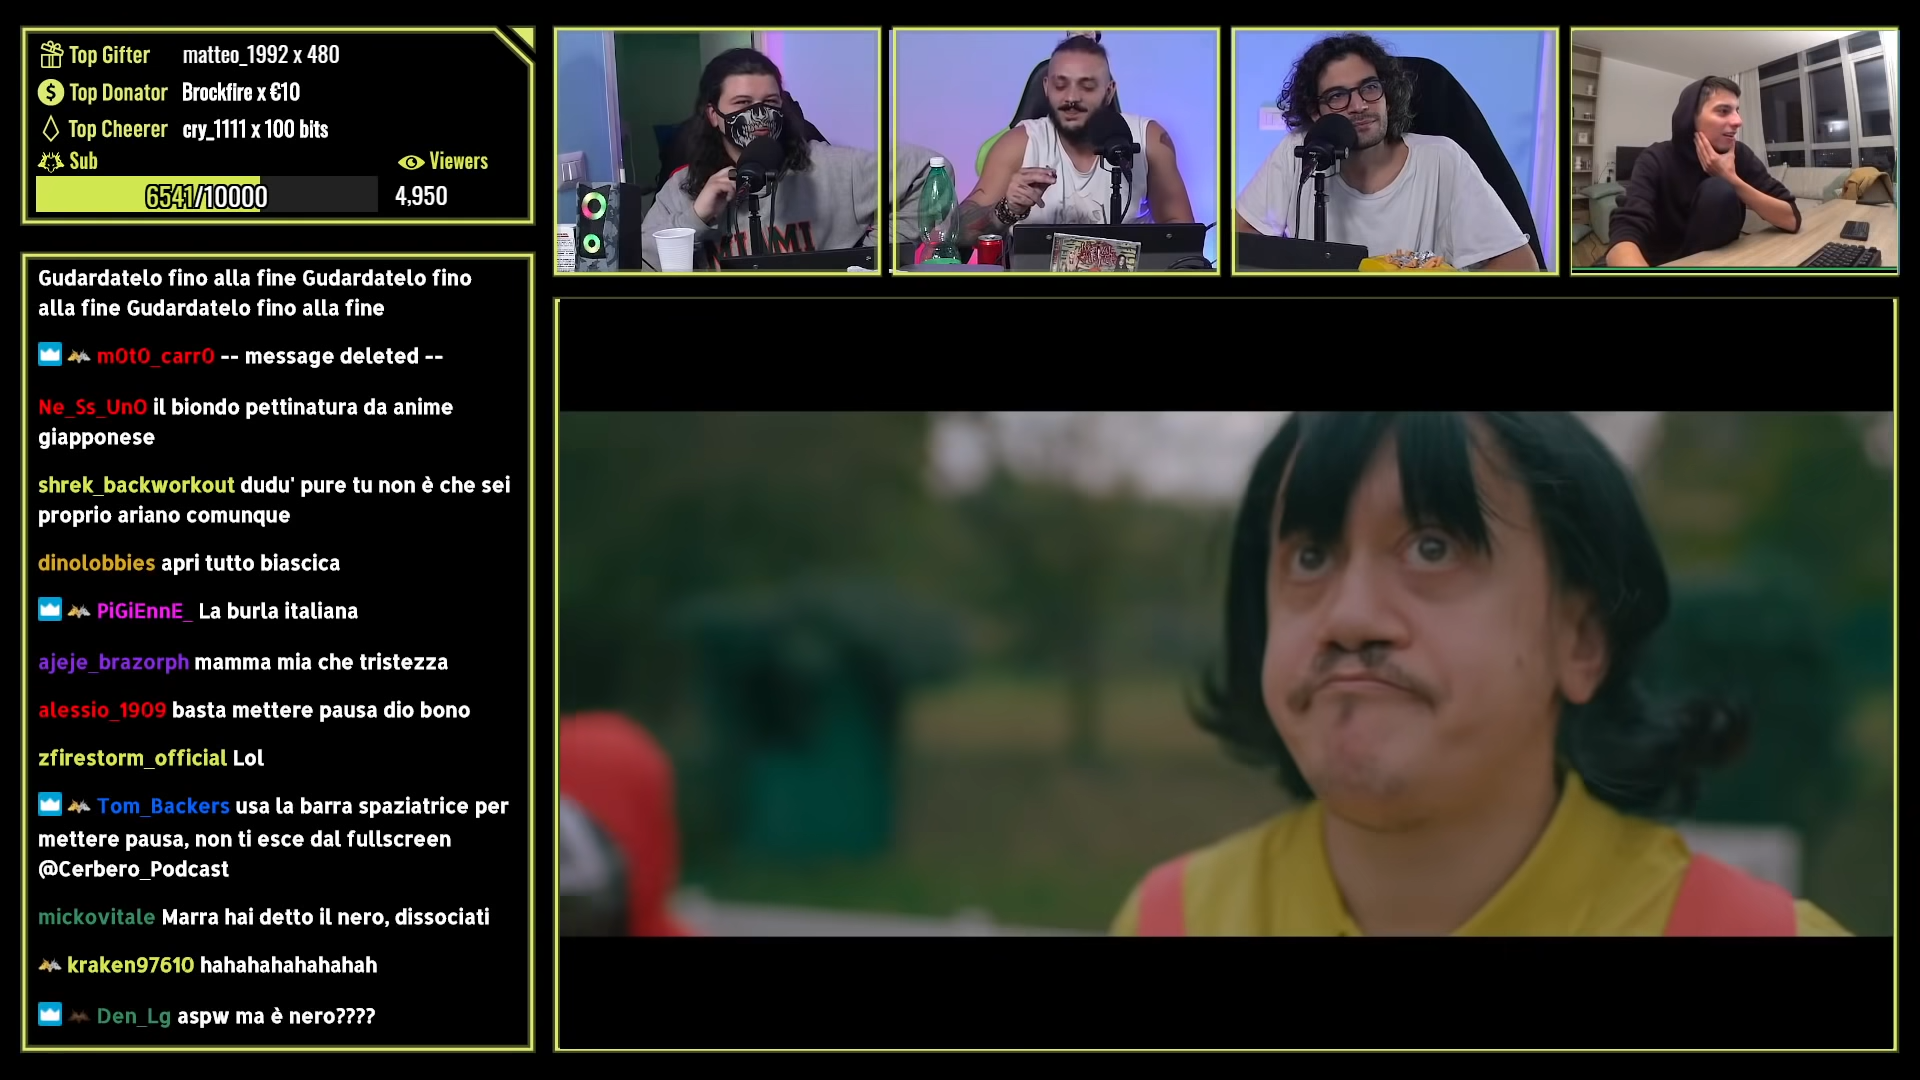 Top Gifter matteo_1992 x 480
Top Donator Brockfire x €10
Top Cheerer cry_1111 x 100 bits
Sub Viewers
6541/10000 4,950
Gudardatelo fino alla fine Gudardatelo fino
alla fine Gudardatelo fino alla fine
m0t0_carr0 -- message deleted --
Ne_Ss_Un0 il biondo pettinatura da anime
giapponese
shrek_backworkout dudu' pure tu non è che sei
proprio ariano comunque
dinolobbies apri tutto biascica
PiGiEnnE_ La burla italiana
ajeje_brazorph mamma mia che tristezza
alessio_1909 basta mettere pausa dio bono
zfirestorm_official Lol
Tom_Backers usa la barra spaziatrice per
mettere pausa, non ti esce dal fullscreen
@Cerbero_Podcast
mickovitale Marra hai detto il nero, dissociati
kraken97610 hahahahahahahah
Den_Lg aspw ma è nero????
MIAMI